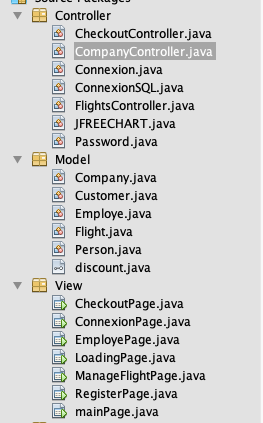 Source Packages
Controller
CheckoutController.java
CompanyController.java
Connexion.java
ConnexionSQL.java
FlightsController.java
JFREECHART.java
Password.java
Model
Company.java
Customer.java
Employe.java
Flight.java
Person.java
discount.java
View
CheckoutPage.java
ConnexionPage.java
EmployePage.java
LoadingPage.java
ManageFlightPage.java
RegisterPage.java
mainPage.java